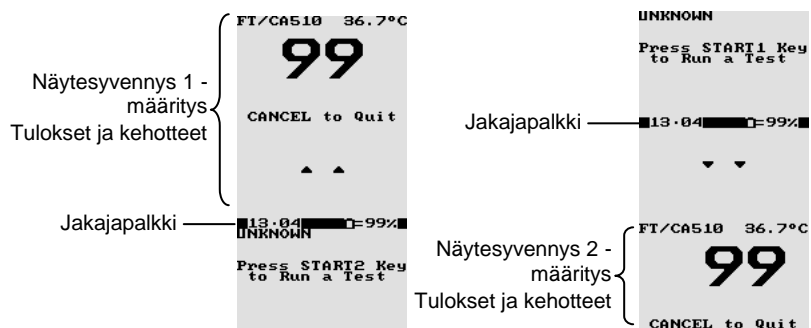 FT/CA510 36.7°C
99
CANCEL to Quit
Näytesyvennys 1 -
määritys
Tulokset ja kehotteet
Jakajapalkki
13·04 =99%
UNKNOWN
Press START2 Key
to Run a Test
UNKNOWN
Press START1 Key
to Run a Test
Jakajapalkki
13·04 =99%
FT/CA510 36.7°C
99
CANCEL to Quit
Näytesyvennys 2 -
määritys
Tulokset ja kehotteet